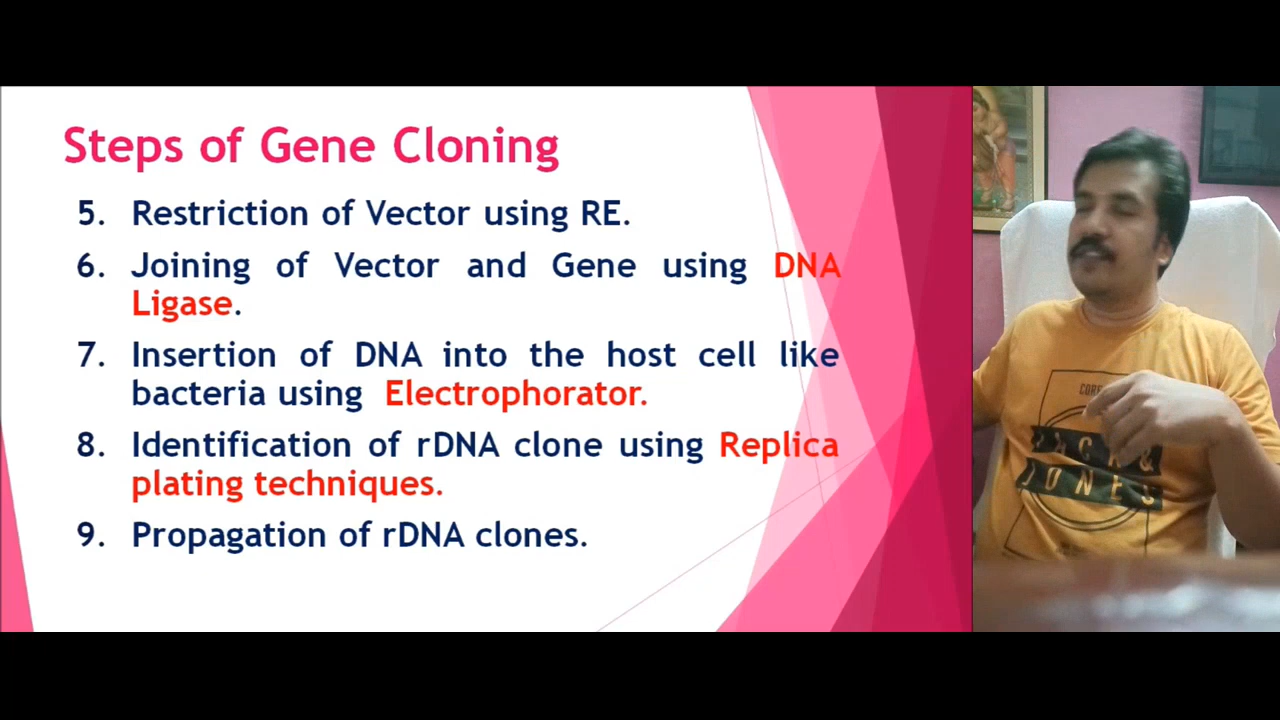 Steps of Gene Cloning
5. Restriction of Vector using RE.
6. Joining of Vector and Gene using DNA
Ligase.
7. Insertion of DNA into the host cell like
bacteria using Electrophorator.
8. Identification of rDNA clone using Replica
plating techniques.
9. Propagation of rDNA clones.
JACK &
JONES